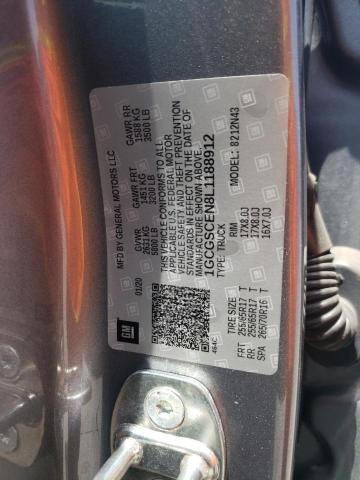 MFD BY GENERAL MOTORS LLC
01/20
GVWR
2631 KG
5800 LB
GAWR FRT
1451 KG
3200 LB
GAWR RR
1588 KG
3500 LB
THIS VEHICLE CONFORMS TO ALL
APPLICABLE U.S. FEDERAL MOTOR
VEHICLE SAFETY AND THEFT PREVENTION
STANDARDS IN EFFECT ON THE DATE OF
MANUFACTURE SHOWN ABOVE.
1GCGSCEN8L1188912
TYPE: TRUCK
MODEL: 8212N43
TIRE SIZE RIM
FRT 255/65R17 T 17X8.0J
RR 255/65R17 T 17X8.0J
SPA 265/70R16 T 16X7.0J
GM
464C